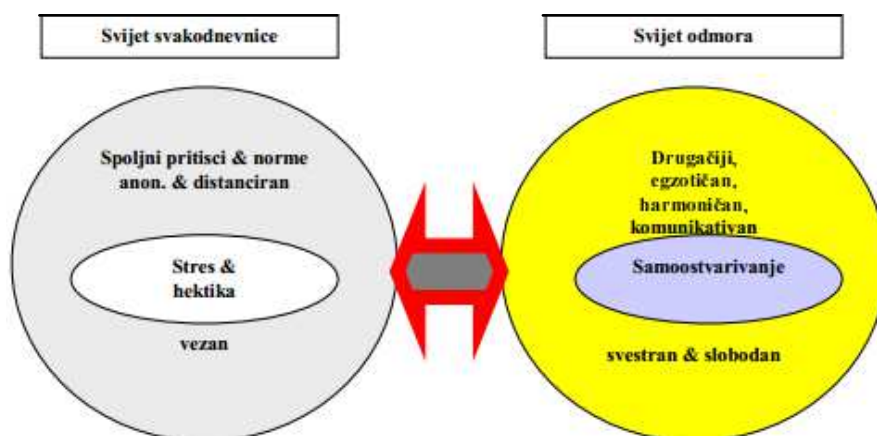 Svijet svakodnevnice
Svijet odmora
Spoljni pritisci & norme
anon. & distanciran
Stres &
hektika
vezan
Drugačiji,
egzotičan,
harmoničan,
komunikativan
Samoostvarivanje
svestran & slobodan